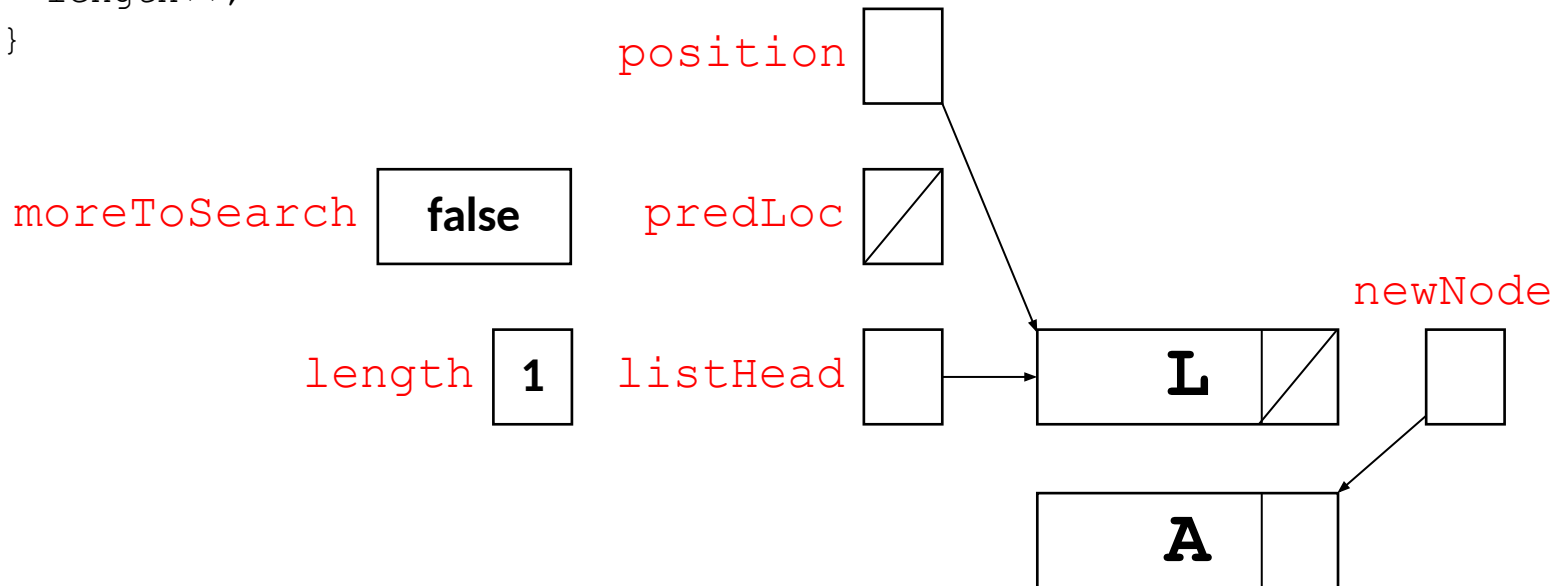 }
position
moreToSearch false predLoc
newNode
length 1 listHead L
A